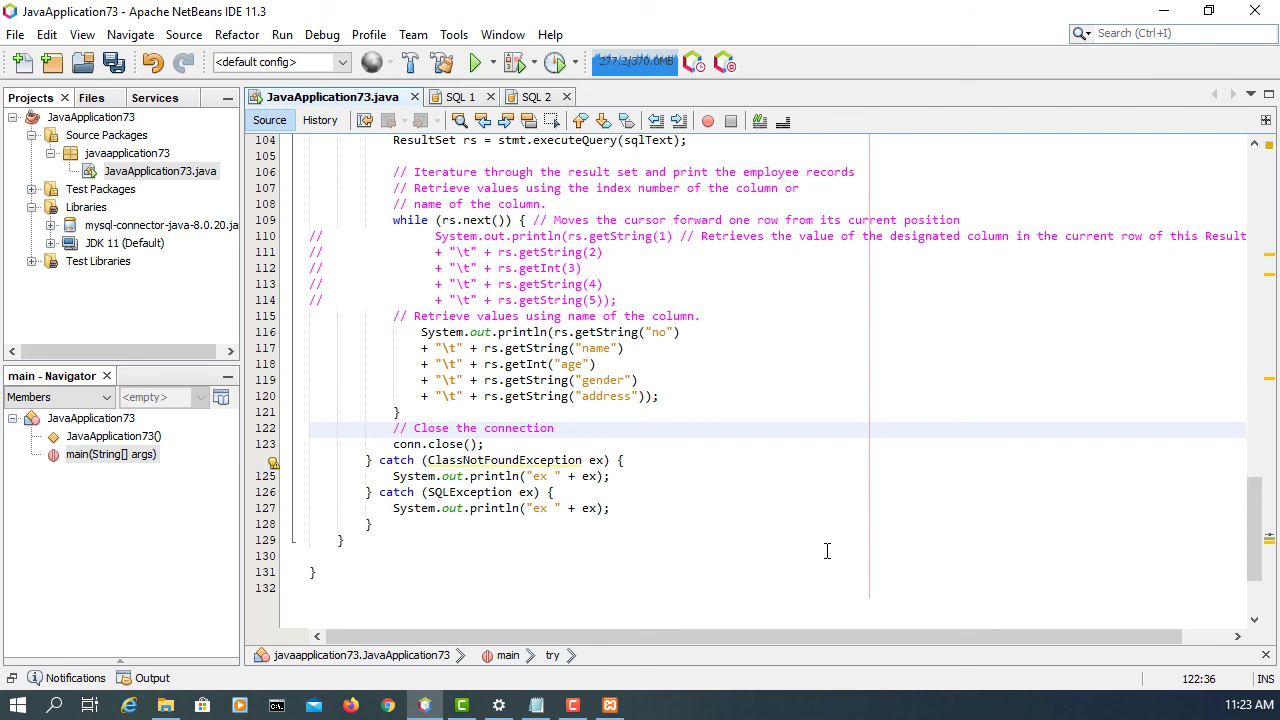 JavaApplication73 - Apache NetBeans IDE 11.3
File Edit View Navigate Source Refactor Run Debug Profile Team Tools Window Help
Search (Ctrl+I)
<default config>
277.2/370.0MB
Projects Files Services
JavaApplication73.java SQL 1 SQL 2
JavaApplication73
Source Packages
javaapplication73
JavaApplication73.java
Test Packages
Libraries
mysql-connector-java-8.0.20.ja
JDK 11 (Default)
Test Libraries
main - Navigator
Members
<empty>
JavaApplication73
JavaApplication73()
main(String[] args)
Source History
104 ResultSet rs = stmt.executeQuery(sqlText);
105
106 // Iterature through the result set and print the employee records
107 // Retrieve values using the index number of the column or
108 // name of the column.
109 while (rs.next()) { // Moves the cursor forward one row from its current position
110 // System.out.println(rs.getString(1) // Retrieves the value of the designated column in the current row of this Result
111 // + "\t" + rs.getString(2)
112 // + "\t" + rs.getInt(3)
113 // + "\t" + rs.getString(4)
114 // + "\t" + rs.getString(5));
115 // Retrieve values using name of the column.
116 System.out.println(rs.getString("no")
117 + "\t" + rs.getString("name")
118 + "\t" + rs.getInt("age")
119 + "\t" + rs.getString("gender")
120 + "\t" + rs.getString("address"));
121 }
122 // Close the connection
123 conn.close();
} catch (ClassNotFoundException ex) {
125 System.out.println("ex " + ex);
126 } catch (SQLException ex) {
127 System.out.println("ex " + ex);
128 }
129 }
130
131 }
132
javaapplication73.JavaApplication73 main try
Notifications Output
122:36 INS
11:23 AM